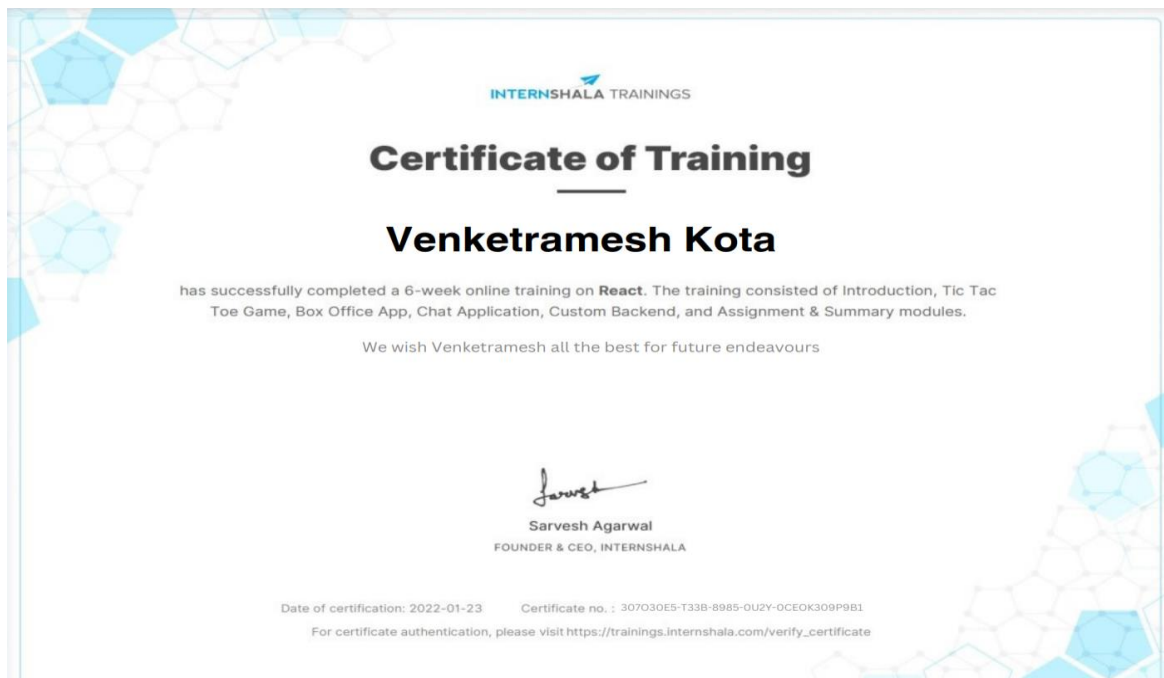 INTERNSHALA TRAININGS
Certificate of Training
Venketramesh Kota
has successfully completed a 6-week online training on React. The training consisted of Introduction, Tic Tac
Toe Game, Box Office App, Chat Application, Custom Backend, and Assignment & Summary modules.
We wish Venketramesh all the best for future endeavours
Sarvesh
Sarvesh Agarwal
FOUNDER & CEO, INTERNSHALA
Date of certification: 2022-01-23 Certificate no. : 307O30E5-T33B-8985-0U2Y-0CEOK309P9B1
For certificate authentication, please visit https://trainings.internshala.com/verify_certificate